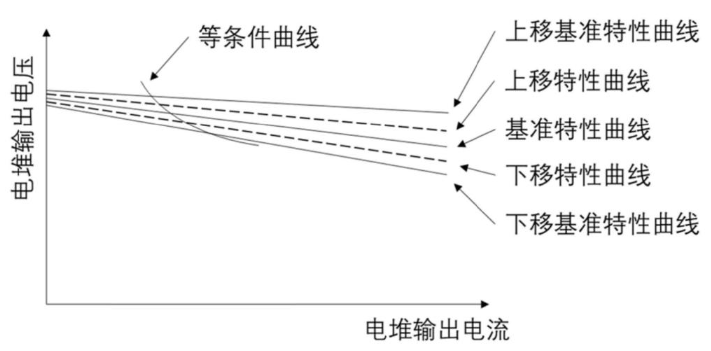 等条件曲线
上移基准特性曲线
上移特性曲线
基准特性曲线
下移特性曲线
下移基准特性曲线
电堆输出电压
电堆输出电流